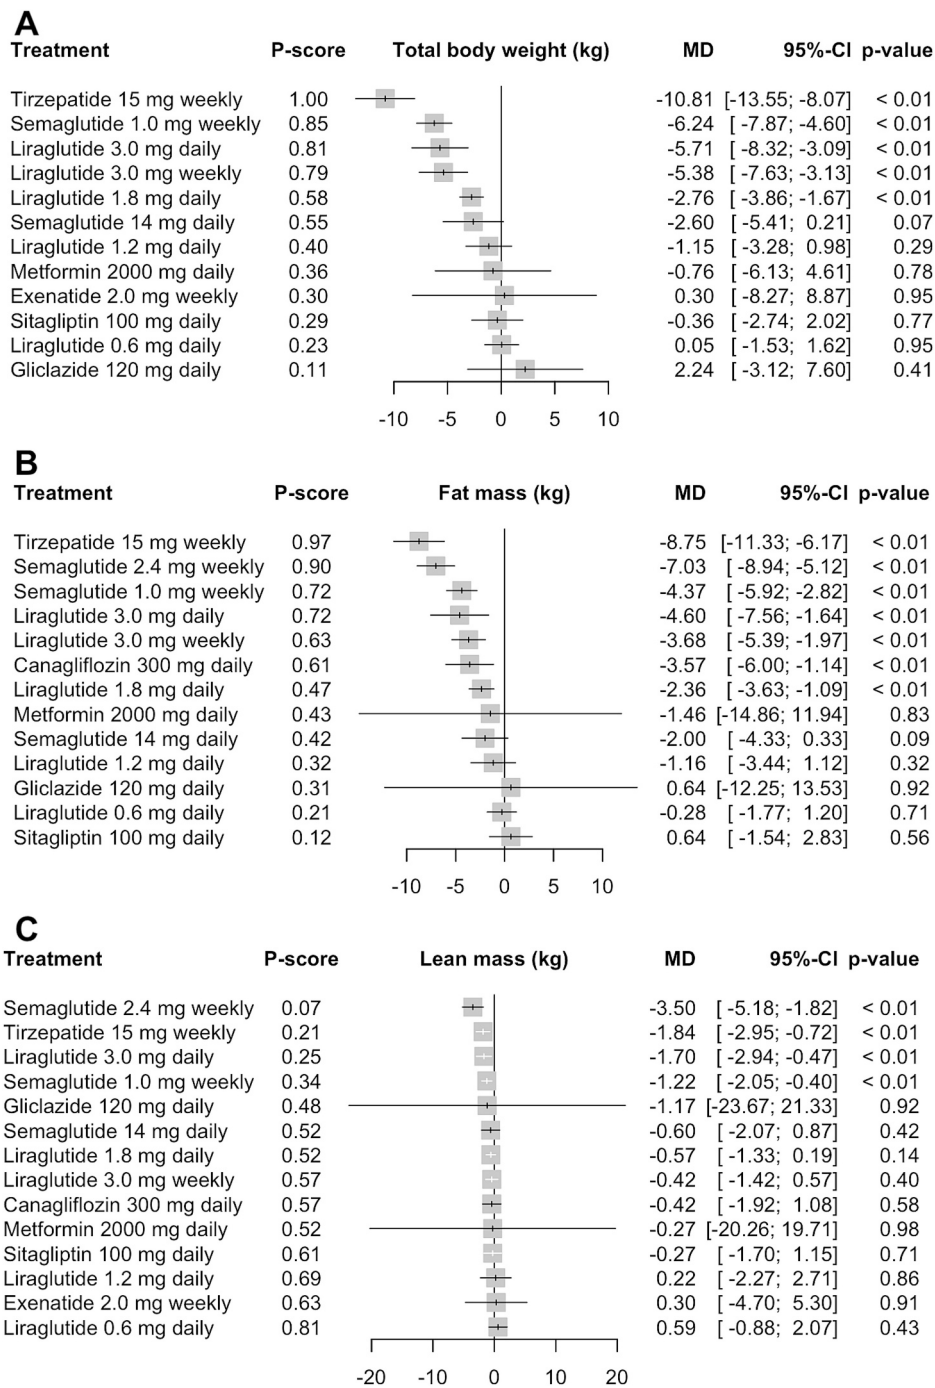 A
Treatment P-score Total body weight (kg) MD 95%-CI p-value
Tirzepatide 15 mg weekly 1.00 -10.81 [-13.55; -8.07] < 0.01
Semaglutide 1.0 mg weekly 0.85 -6.24 [ -7.87; -4.60] < 0.01
Liraglutide 3.0 mg daily 0.81 -5.71 [ -8.32; -3.09] < 0.01
Liraglutide 3.0 mg weekly 0.79 -5.38 [ -7.63; -3.13] < 0.01
Liraglutide 1.8 mg daily 0.58 -2.76 [ -3.86; -1.67] < 0.01
Semaglutide 14 mg daily 0.55 -2.60 [ -5.41; 0.21] 0.07
Liraglutide 1.2 mg daily 0.40 -1.15 [ -3.28; 0.98] 0.29
Metformin 2000 mg daily 0.36 -0.76 [ -6.13; 4.61] 0.78
Exenatide 2.0 mg weekly 0.30 0.30 [ -8.27; 8.87] 0.95
Sitagliptin 100 mg daily 0.29 -0.36 [ -2.74; 2.02] 0.77
Liraglutide 0.6 mg daily 0.23 0.05 [ -1.53; 1.62] 0.95
Gliclazide 120 mg daily 0.11 2.24 [ -3.12; 7.60] 0.41
-10 -5 0 5 10
B
Treatment P-score Fat mass (kg) MD 95%-CI p-value
Tirzepatide 15 mg weekly 0.97 -8.75 [-11.33; -6.17] < 0.01
Semaglutide 2.4 mg weekly 0.90 -7.03 [ -8.94; -5.12] < 0.01
Semaglutide 1.0 mg weekly 0.72 -4.37 [ -5.92; -2.82] < 0.01
Liraglutide 3.0 mg daily 0.72 -4.60 [ -7.56; -1.64] < 0.01
Liraglutide 3.0 mg weekly 0.63 -3.68 [ -5.39; -1.97] < 0.01
Canagliflozin 300 mg daily 0.61 -3.57 [ -6.00; -1.14] < 0.01
Liraglutide 1.8 mg daily 0.47 -2.36 [ -3.63; -1.09] < 0.01
Metformin 2000 mg daily 0.43 -1.46 [-14.86; 11.94] 0.83
Semaglutide 14 mg daily 0.42 -2.00 [ -4.33; 0.33] 0.09
Liraglutide 1.2 mg daily 0.32 -1.16 [ -3.44; 1.12] 0.32
Gliclazide 120 mg daily 0.31 0.64 [-12.25; 13.53] 0.92
Liraglutide 0.6 mg daily 0.21 -0.28 [ -1.77; 1.20] 0.71
Sitagliptin 100 mg daily 0.12 0.64 [ -1.54; 2.83] 0.56
-10 -5 0 5 10
C
Treatment P-score Lean mass (kg) MD 95%-CI p-value
Semaglutide 2.4 mg weekly 0.07 -3.50 [ -5.18; -1.82] < 0.01
Tirzepatide 15 mg weekly 0.21 -1.84 [ -2.95; -0.72] < 0.01
Liraglutide 3.0 mg daily 0.25 -1.70 [ -2.94; -0.47] < 0.01
Semaglutide 1.0 mg weekly 0.34 -1.22 [ -2.05; -0.40] < 0.01
Gliclazide 120 mg daily 0.48 -1.17 [-23.67; 21.33] 0.92
Semaglutide 14 mg daily 0.52 -0.60 [ -2.07; 0.87] 0.42
Liraglutide 1.8 mg daily 0.52 -0.57 [ -1.33; 0.19] 0.14
Liraglutide 3.0 mg weekly 0.57 -0.42 [ -1.42; 0.57] 0.40
Canagliflozin 300 mg daily 0.57 -0.42 [ -1.92; 1.08] 0.58
Metformin 2000 mg daily 0.52 -0.27 [-20.26; 19.71] 0.98
Sitagliptin 100 mg daily 0.61 -0.27 [ -1.70; 1.15] 0.71
Liraglutide 1.2 mg daily 0.69 0.22 [ -2.27; 2.71] 0.86
Exenatide 2.0 mg weekly 0.63 0.30 [ -4.70; 5.30] 0.91
Liraglutide 0.6 mg daily 0.81 0.59 [ -0.88; 2.07] 0.43
-20 -10 0 10 20